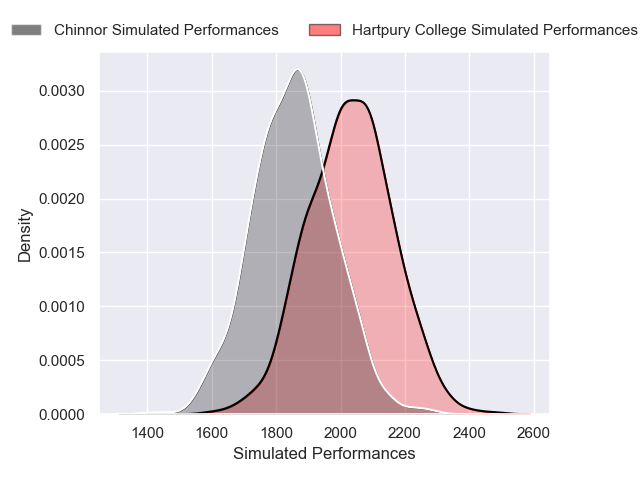 Chinnor Simulated Performances
Hartpury College Simulated Performances
0.0030
0.0025
0.0020
0.0015
0.0010
0.0005
0.0000
Density
1400 1600 1800 2000 2200 2400 2600
Simulated Performances